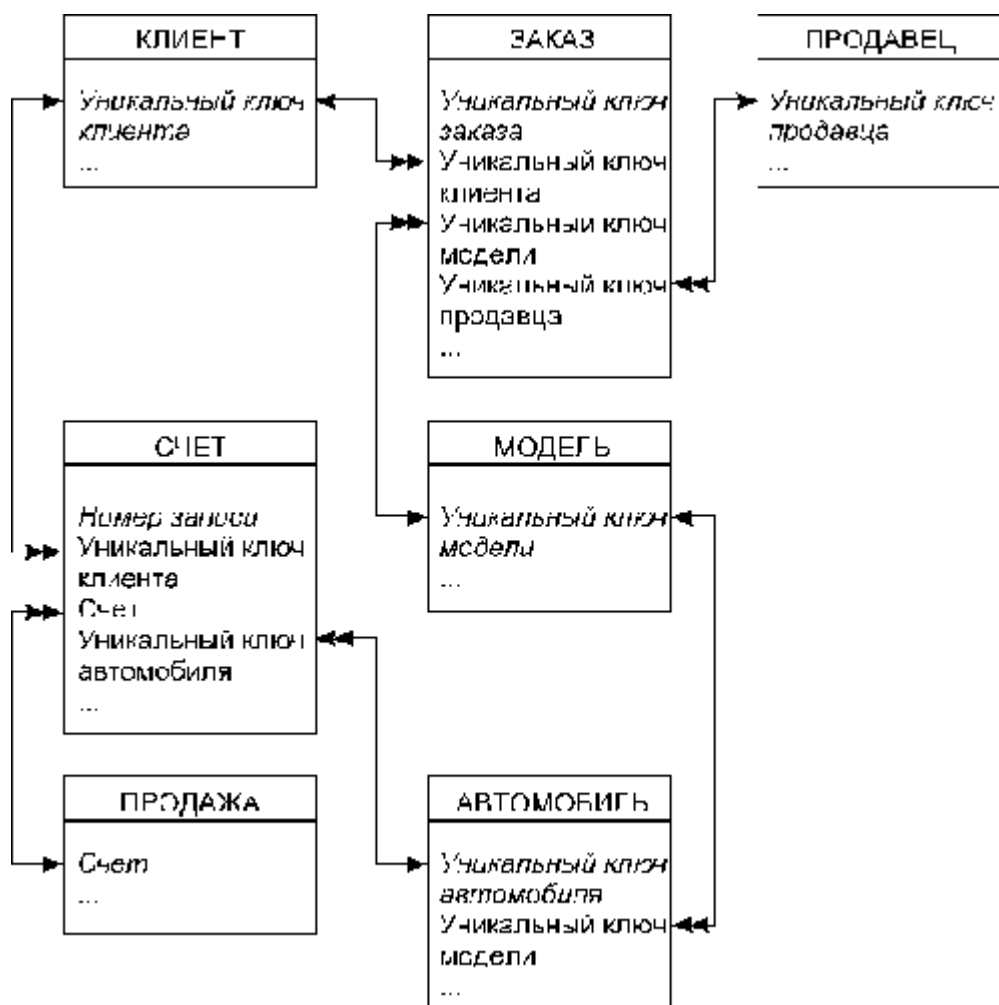 КЛИЕНТ
Уникальный ключ
клиента
...
ЗАКАЗ
Уникальный ключ
заказа
Уникальный ключ
клиента
Уникальный ключ
модели
Уникальный ключ
продавца
...
ПРОДАВЕЦ
Уникальный ключ
продавца
...
СЧЕТ
Номер записи
Уникальный ключ
клиента
Счет
Уникальный ключ
автомобиля
...
МОДЕЛЬ
Уникальный ключ
модели
...
ПРОДАЖА
Счет
...
АВТОМОБИЛЬ
Уникальный ключ
автомобиля
Уникальный ключ
модели
...